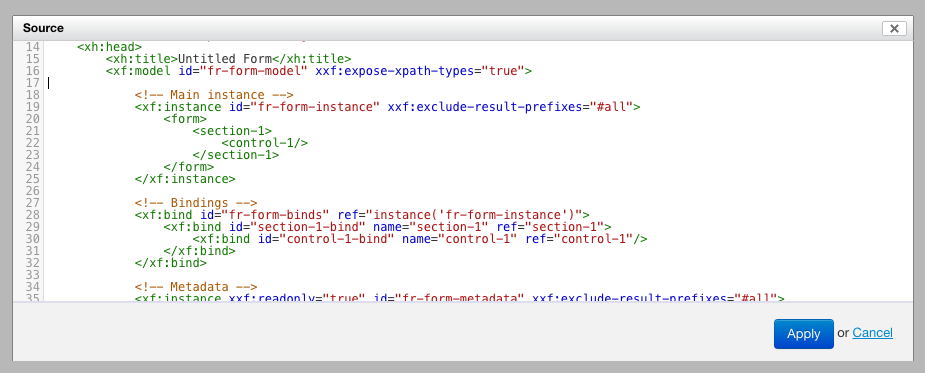 Source
14 <xh:head>
15 <xh:title>Untitled Form</xh:title>
16 <xf:model id="fr-form-model" xxf:expose-xpath-types="true">
17
18 <!-- Main instance -->
19 <xf:instance id="fr-form-instance" xxf:exclude-result-prefixes="#all">
20 <form>
21 <section-1>
22 <control-1/>
23 </section-1>
24 </form>
25 </xf:instance>
26
27 <!-- Bindings -->
28 <xf:bind id="fr-form-binds" ref="instance('fr-form-instance')">
29 <xf:bind id="section-1-bind" name="section-1" ref="section-1">
30 <xf:bind id="control-1-bind" name="control-1" ref="control-1"/>
31 </xf:bind>
32 </xf:bind>
33
34 <!-- Metadata -->
35 <xf:instance xxf:readonly="true" id="fr-form-metadata" xxf:exclude-result-prefixes="#all">
Apply or Cancel